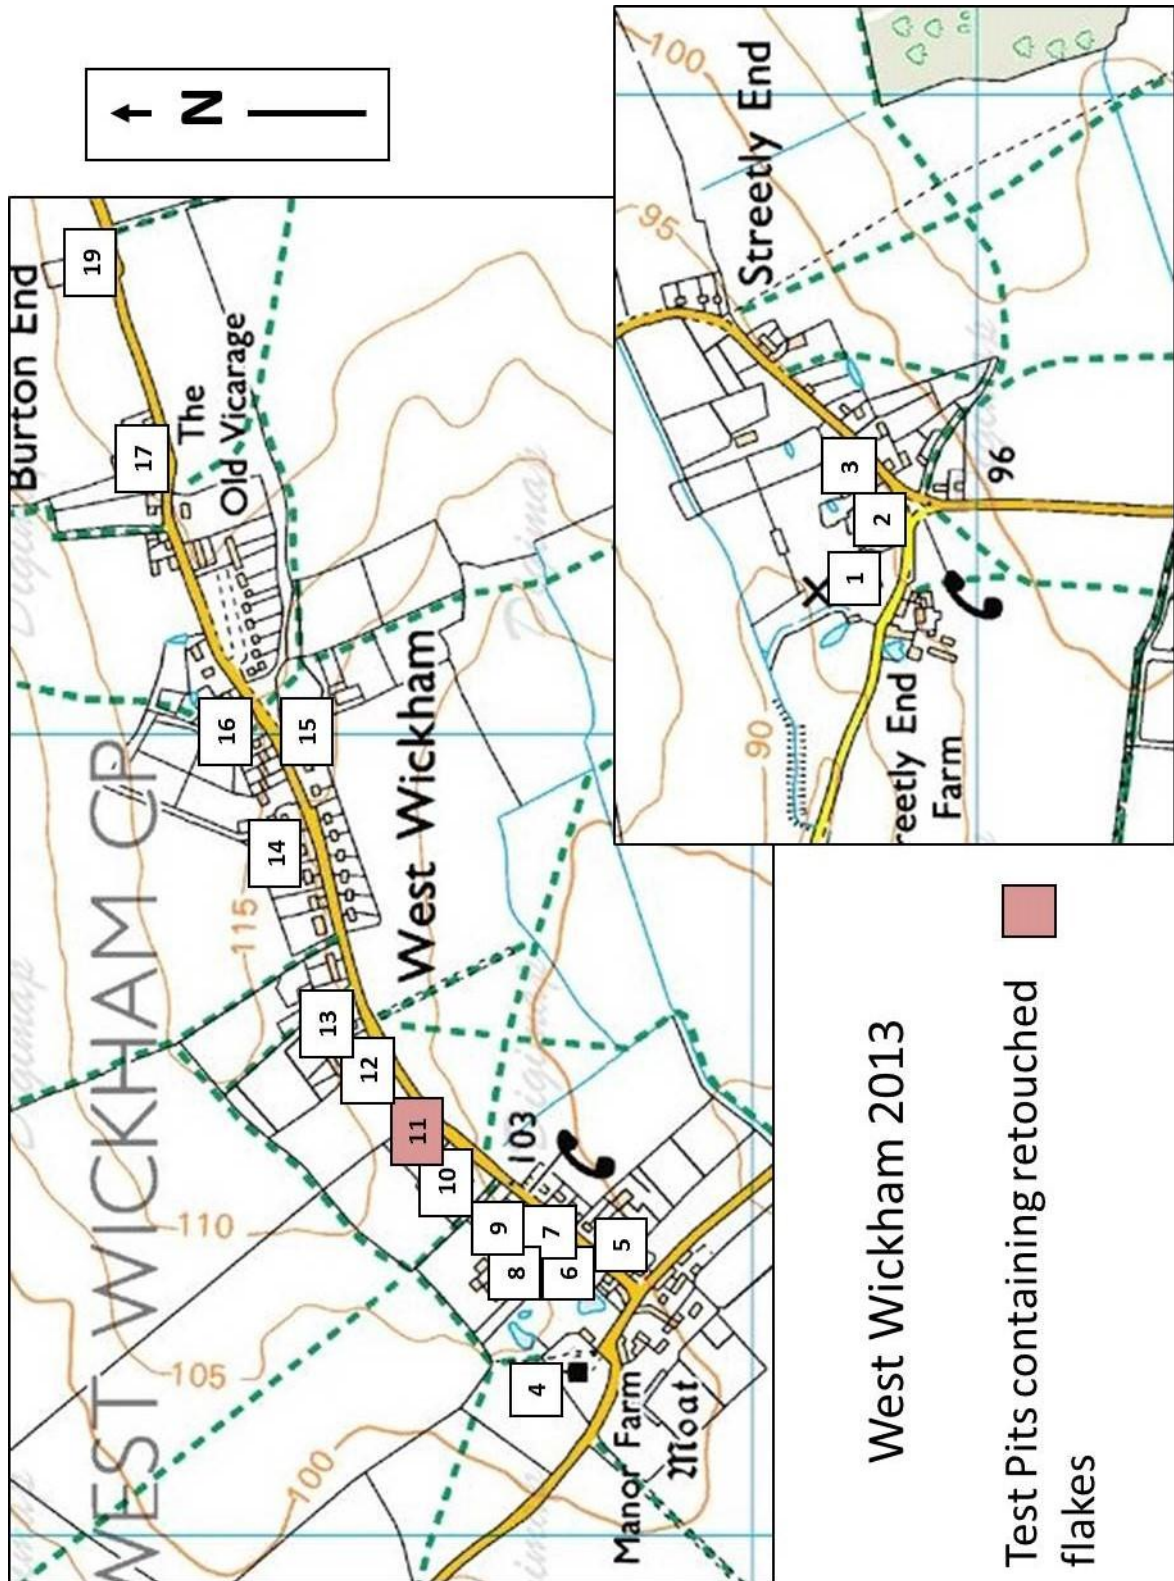 N
WEST WICKHAM CP
Burton End
19
17
The
Old Vicarage
16
15
14
115
West Wickham
13
12
11
10
110
103
9
7
8
6
5
4
105
100
Manor Farm
Moat
100
95
Streetly End
3
2
1
96
90
reetly End
Farm
West Wickham 2013
Test Pits containing retouched
flakes